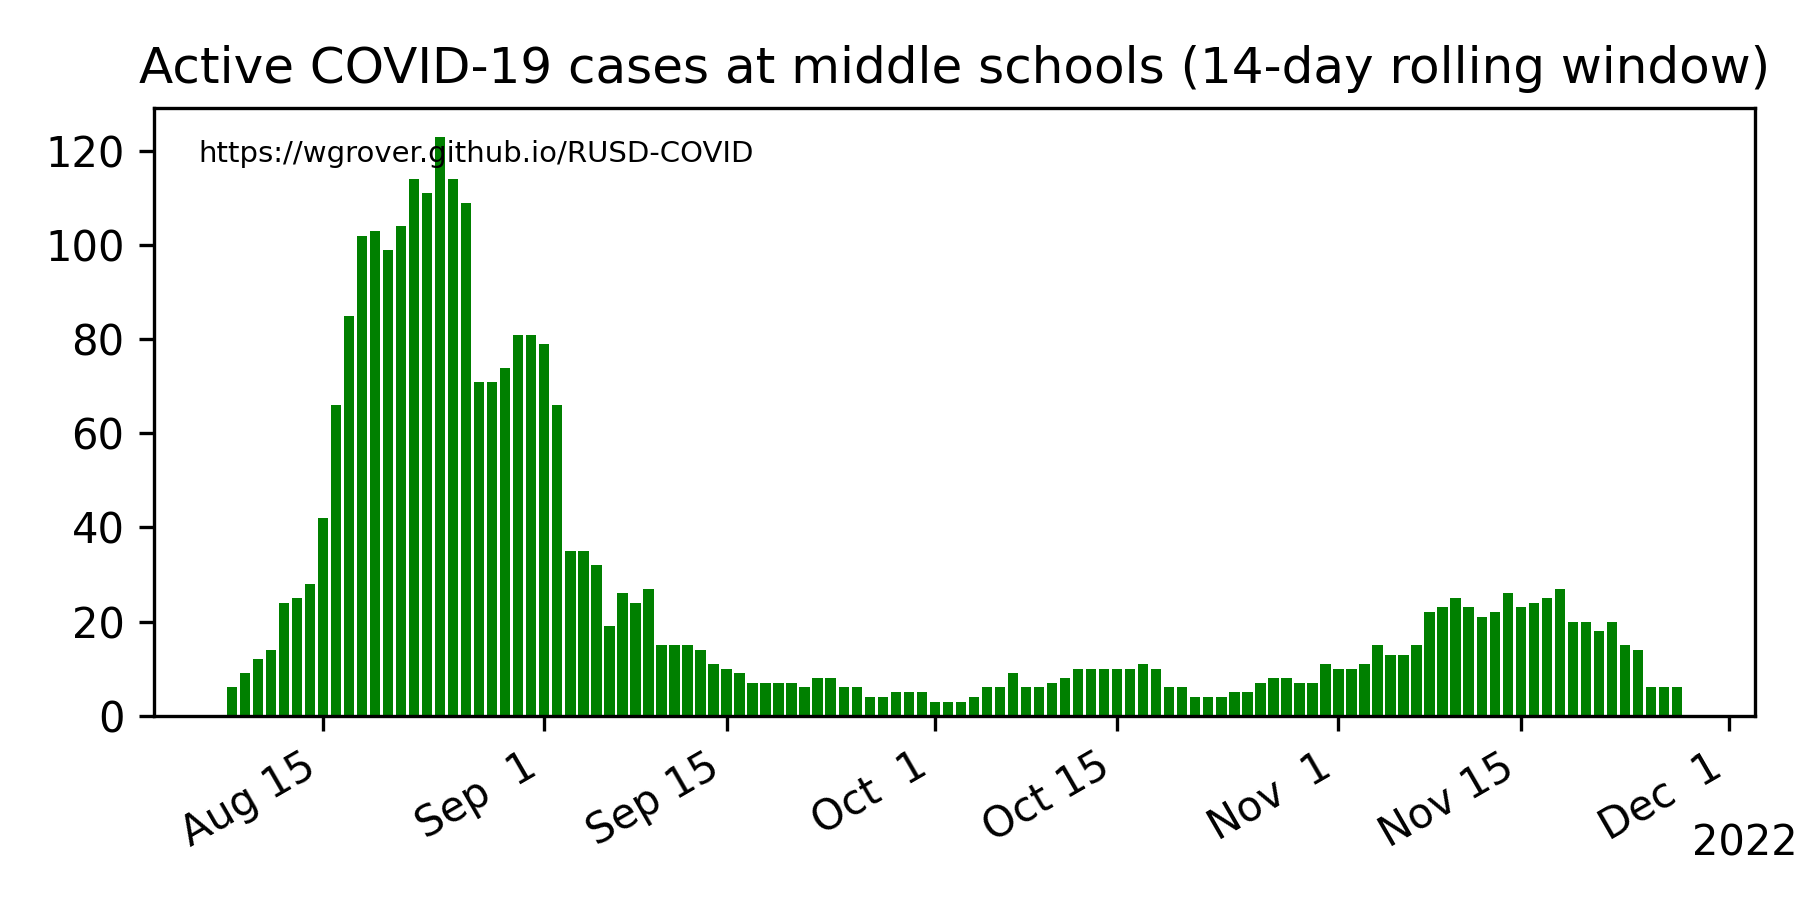 Active COVID-19 cases at middle schools (14-day rolling window)
https://wgrover.github.io/RUSD-COVID
120
100
80
60
40
20
0
Aug 15
Sep 1
Sep 15
Oct 1
Oct 15
Nov 1
Nov 15
Dec 1
2022